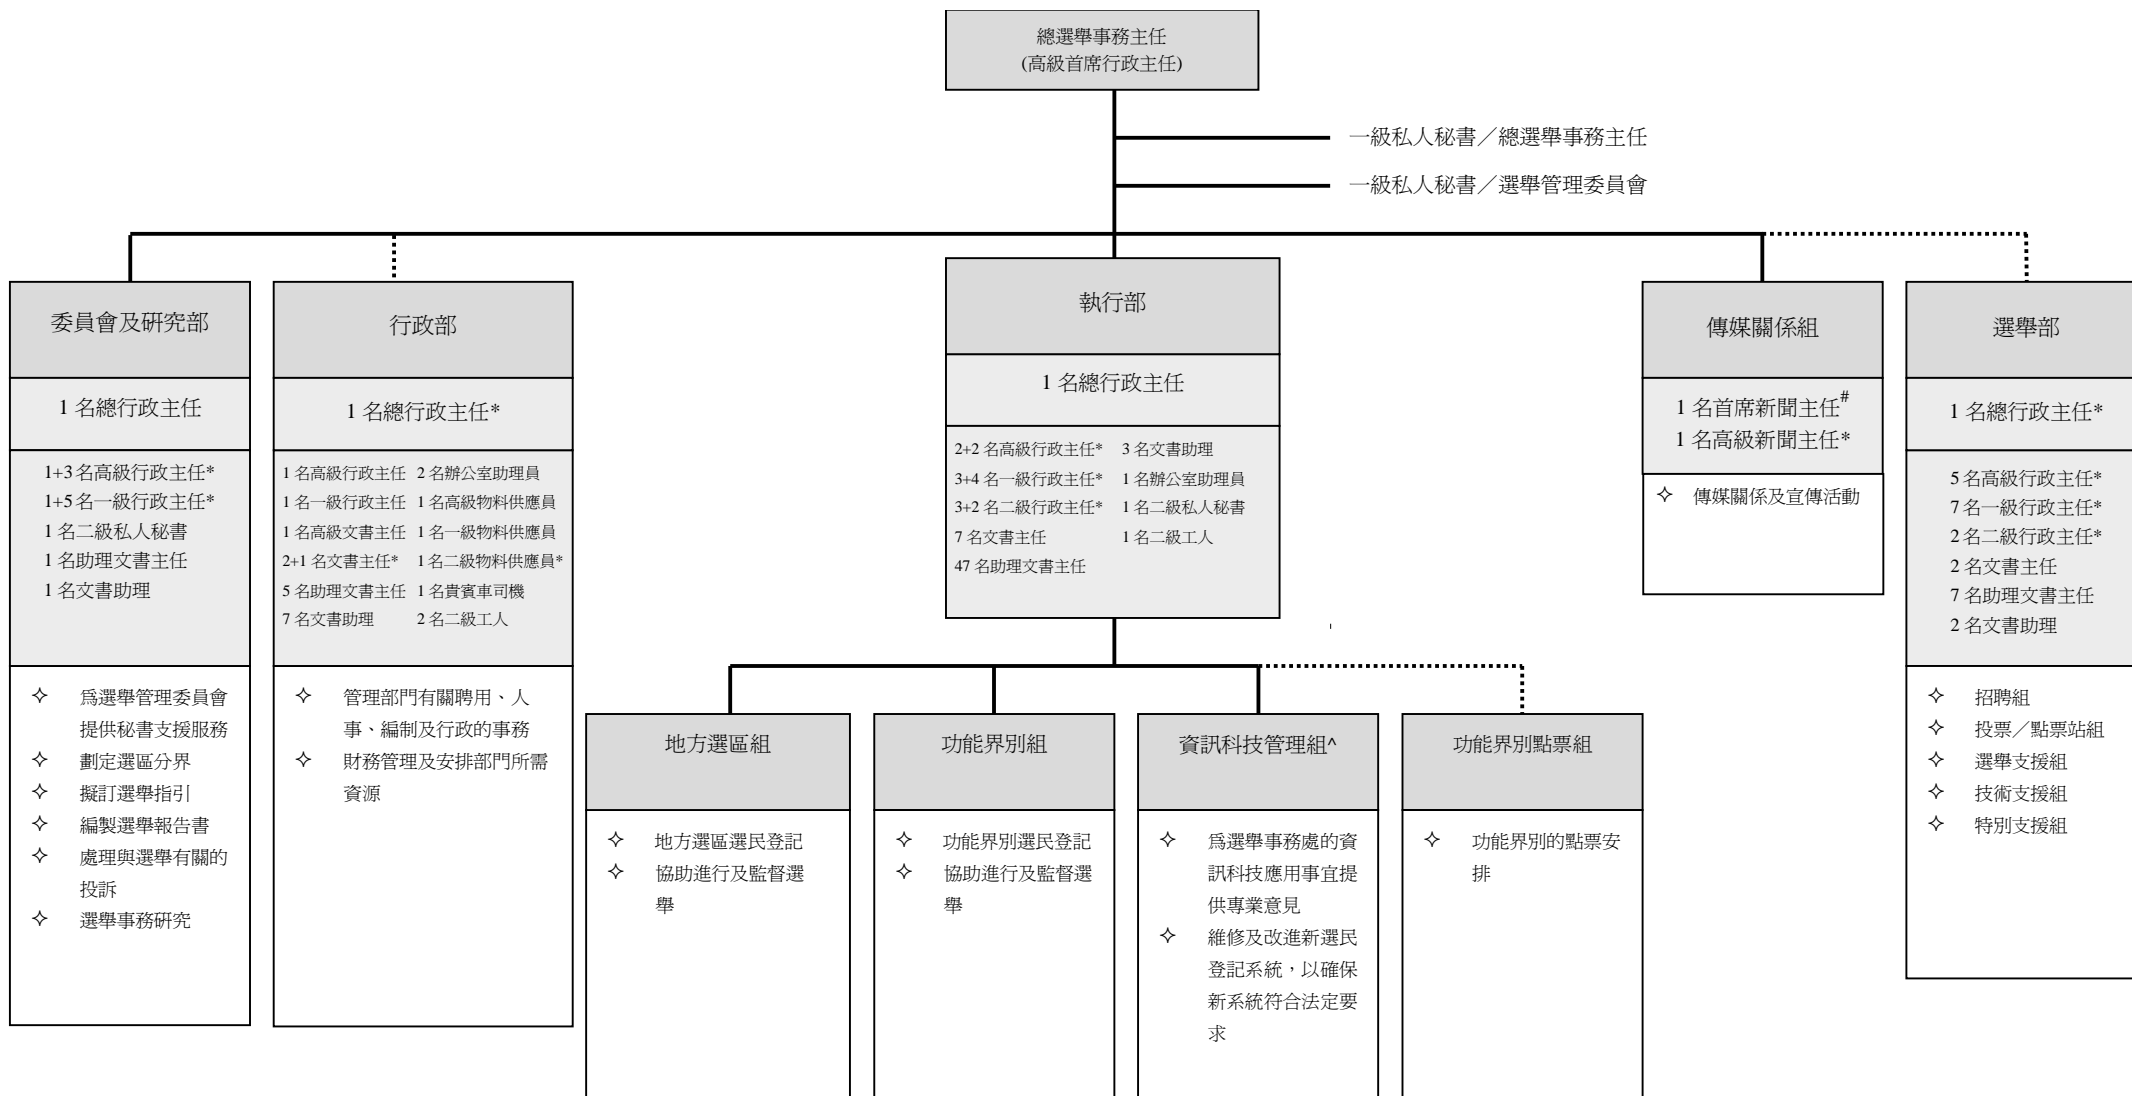 總選舉事務主任
(高級首席行政主任)
一級私人秘書／總選舉事務主任
一級私人秘書／選舉管理委員會
委員會及研究部
1 名總行政主任
1+3 名高級行政主任*
1+5 名一級行政主任*
1 名二級私人秘書
1 名助理文書主任
1 名文書助理
✧ 為選舉管理委員會
提供秘書支援服務
✧ 劃定選區分界
✧ 擬訂選舉指引
✧ 編製選舉報告書
✧ 處理與選舉有關的
投訴
✧ 選舉事務研究
行政部
1 名總行政主任*
1 名高級行政主任 2 名辦公室助理員
1 名一級行政主任 1 名高級物料供應員
1 名高級文書主任 1 名一級物料供應員
2+1 名文書主任* 1 名二級物料供應員*
5 名助理文書主任 1 名貴賓車司機
7 名文書助理 2 名二級工人
✧ 管理部門有關聘用、人
事、編制及行政的事務
✧ 財務管理及安排部門所需
資源
執行部
1 名總行政主任
2+2 名高級行政主任* 3 名文書助理
3+4 名一級行政主任* 1 名辦公室助理員
3+2 名二級行政主任* 1 名二級私人秘書
7 名文書主任 1 名二級工人
47 名助理文書主任
地方選區組
✧ 地方選區選民登記
✧ 協助進行及監督選
舉
功能界別組
✧ 功能界別選民登記
✧ 協助進行及監督選
舉
資訊科技管理組^
✧ 為選舉事務處的資
訊科技應用事宜提
供專業意見
✧ 維修及改進新選民
登記系統，以確保
新系統符合法定要
求
功能界別點票組
✧ 功能界別的點票安
排
傳媒關係組
1 名首席新聞主任#
1 名高級新聞主任*
✧ 傳媒關係及宣傳活動
選舉部
1 名總行政主任*
5 名高級行政主任*
7 名一級行政主任*
2 名二級行政主任*
2 名文書主任
7 名助理文書主任
2 名文書助理
✧ 招聘組
✧ 投票／點票站組
✧ 選舉支援組
✧ 技術支援組
✧ 特別支援組